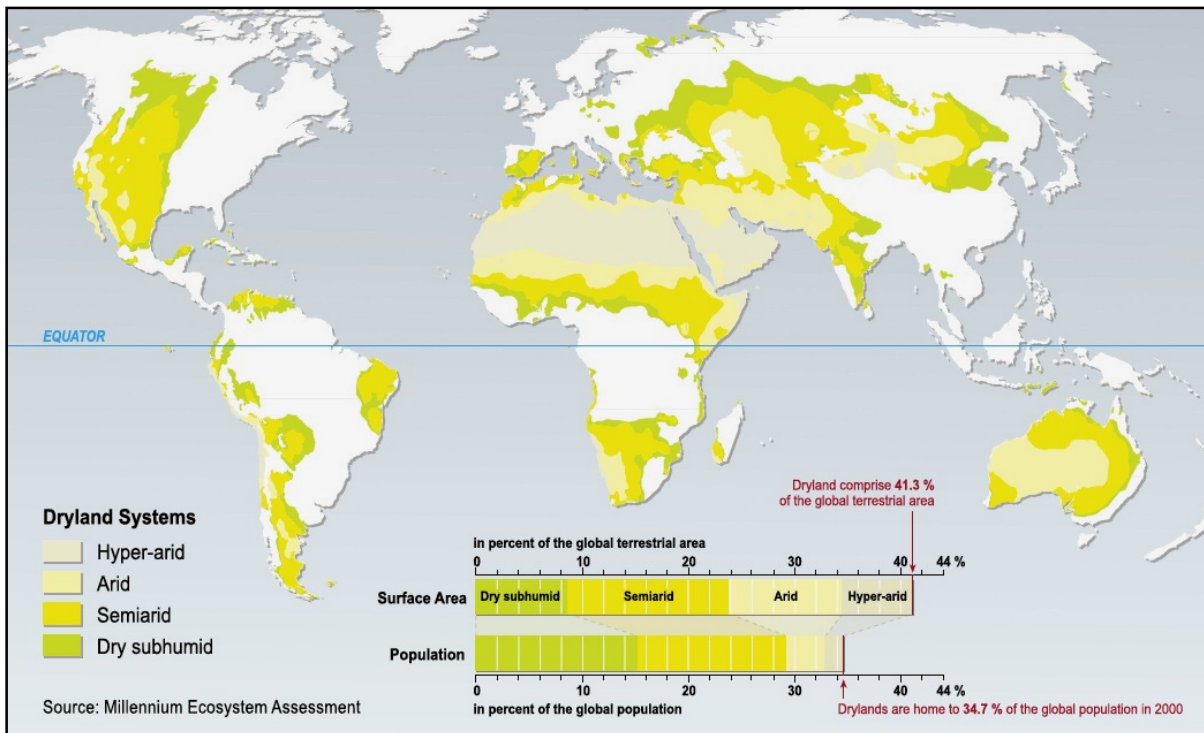 EQUATOR
Dryland comprise 41.3 %
of the global terrestrial area
Dryland Systems
Hyper-arid
Arid
Semiarid
Dry subhumid
Source: Millennium Ecosystem Assessment
in percent of the global terrestrial area
0 10 20 30 40 44 %
Surface Area Dry subhumid Semiarid Arid Hyper-arid
Population
0 10 20 30 40 44 %
in percent of the global population
Drylands are home to 34.7 % of the global population in 2000